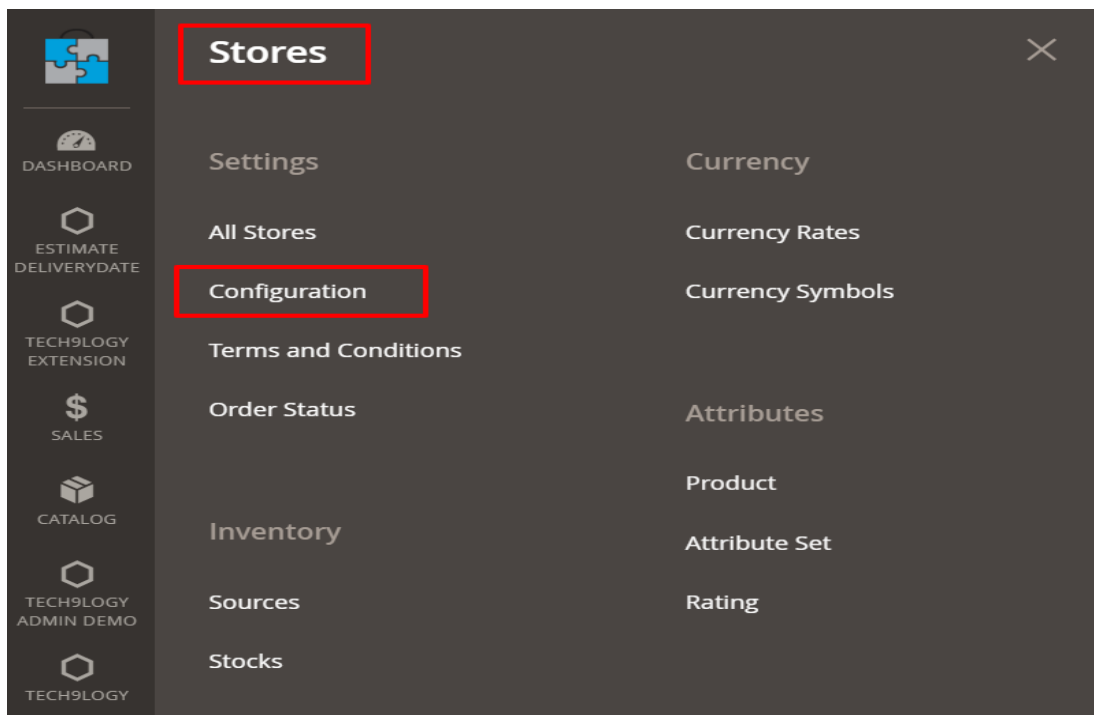 DASHBOARD
ESTIMATE
DELIVERYDATE
TECH9LOGY
EXTENSION
$
SALES
CATALOG
TECH9LOGY
ADMIN DEMO
TECH9LOGY
Stores
Settings
All Stores
Configuration
Terms and Conditions
Order Status
Inventory
Sources
Stocks
Currency
Currency Rates
Currency Symbols
Attributes
Product
Attribute Set
Rating